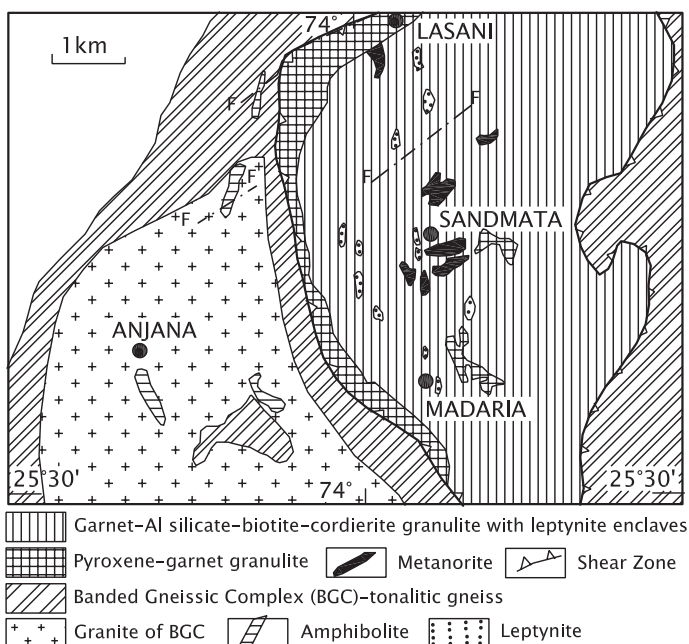 74°
LASANI
1km
F
F
F
F
F
SANDMATA
ANJANA
MADARIA
25°30'
74°
25°30'
Garnet–Al silicate–biotite–cordierite granulite with leptynite enclaves
Pyroxene–garnet granulite
Metanorite
Shear Zone
Banded Gneissic Complex (BGC)–tonalitic gneiss
Granite of BGC
Amphibolite
Leptynite